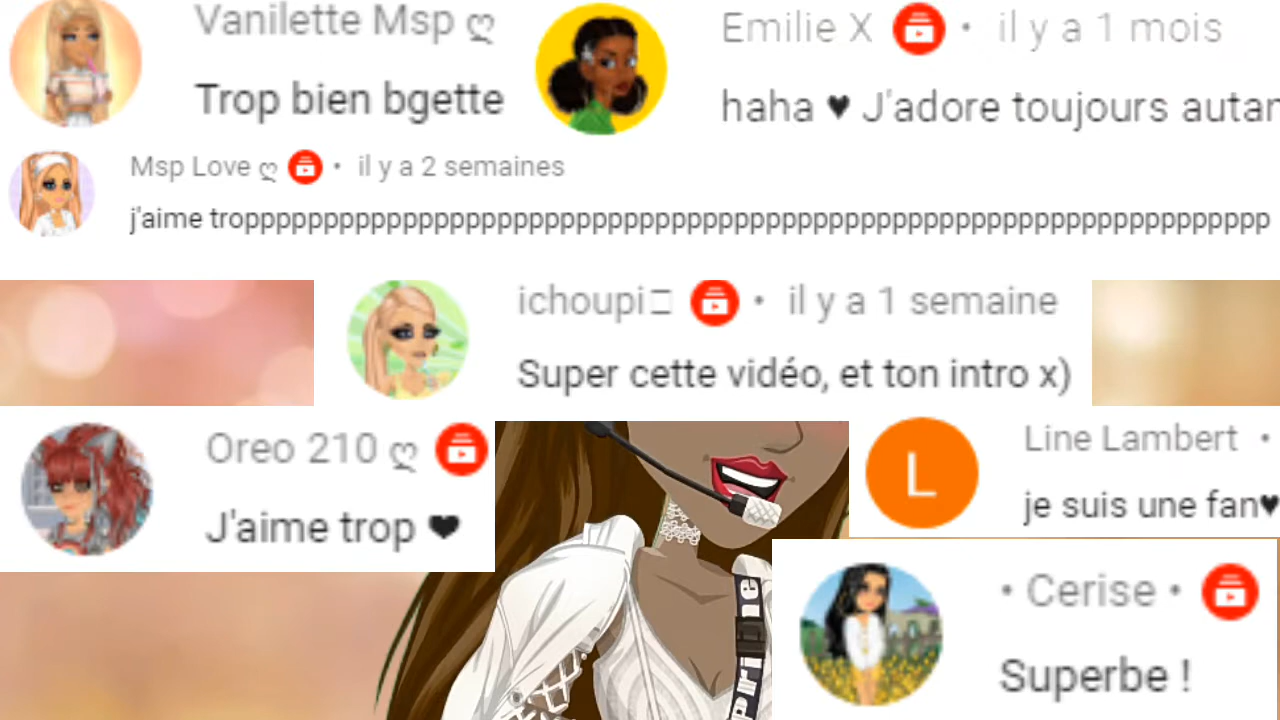 Vanilette Msp ღ
Trop bien bgette
Emilie X • il y a 1 mois
haha ♥ J'adore toujours autan
Msp Love ღ • il y a 2 semaines
j'aime troppppppppppppppppppppppppppppppppppppppppppppppppppppppppppppppppp
ichoupi□ • il y a 1 semaine
Super cette vidéo, et ton intro x)
Oreo 210 ღ
J'aime trop ♥
L
Line Lambert •
je suis une fan♥
• Cerise •
Superbe !